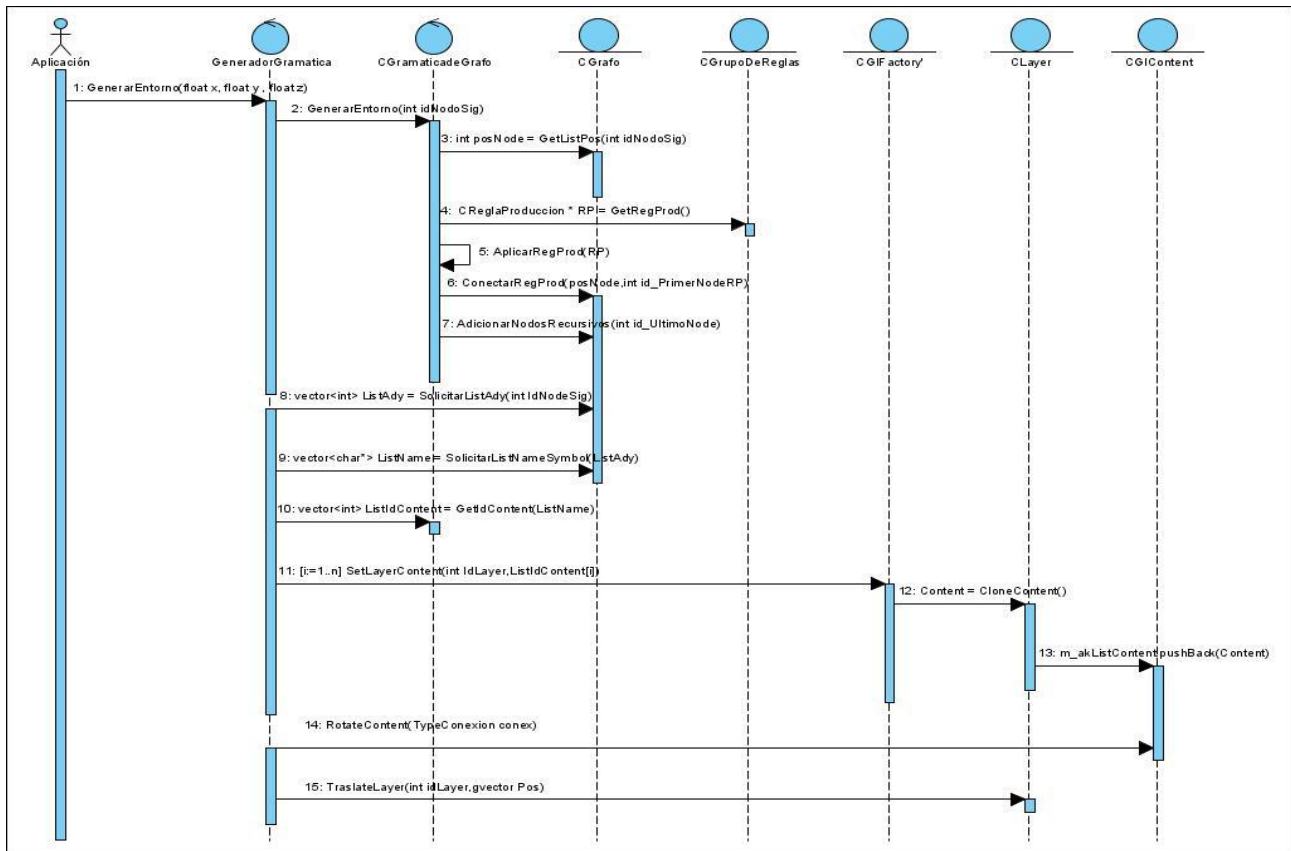 Aplicación
GeneradorGramatica
CGramaticadeGrafo
CGrafo
CGrupoDeReglas
CGIFactory'
CLayer
CGIContent
1: GenerarEntorno(float x, float y , float z)
2: GenerarEntorno(int idNodoSig)
3: int posNode = GetListPos(int idNodoSig)
4: CReglaProduccion * RP = GetRegProd()
5: AplicarRegProd(RP)
6: ConectarRegProd(posNode,int id_PrimerNodeRP)
7: AdicionarNodosRecursivos(int id_UltimoNode)
8: vector<int> ListAdy = SolicitarListAdy(int IdNodeSig)
9: vector<char*> ListName = SolicitarListNameSymbol(ListAdy)
10: vector<int> ListIdContent = GetIdContent(ListName)
11: [i:=1..n] SetLayerContent(int IdLayer,ListIdContent[i])
12: Content = CloneContent()
13: m_akListContent.pushBack(Content)
14: RotateContent(TypeConexion conex)
15: TraslateLayer(int idLayer,gvector Pos)